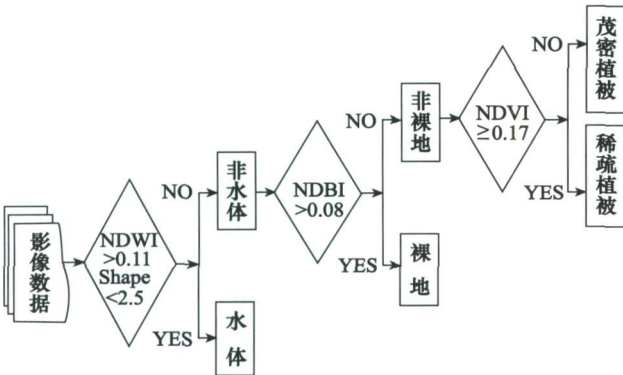 影像数据
NDWI
>0.11
Shape
<2.5
NO
非水体
YES
水体
NDBI
>0.08
NO
非裸地
YES
裸地
NDVI
≥0.17
NO
茂密植被
YES
稀疏植被